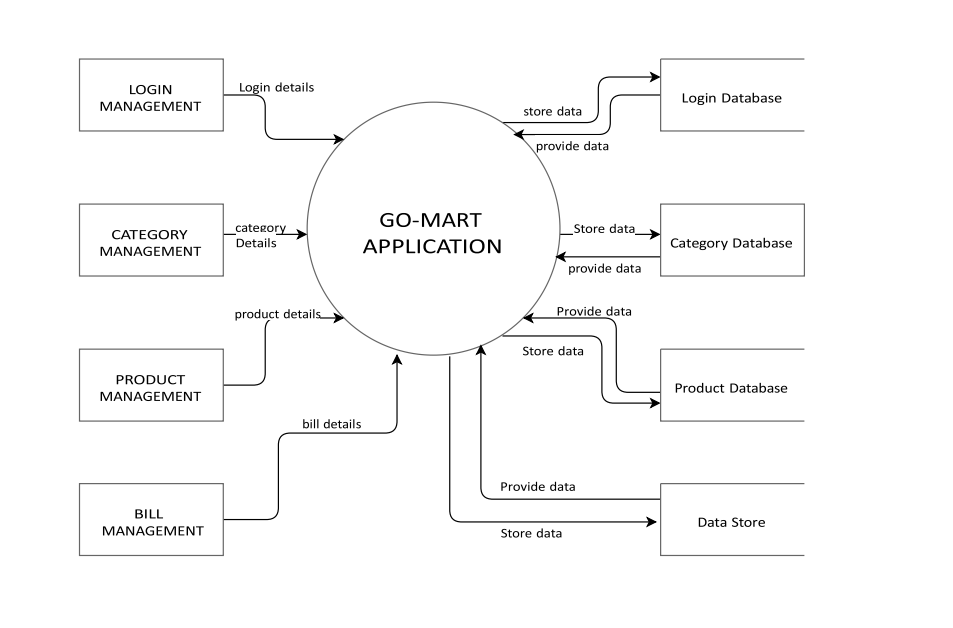 LOGIN
MANAGEMENT
Login details
store data
provide data
Login Database
CATEGORY
MANAGEMENT
category
Details
GO-MART
APPLICATION
Store data
provide data
Category Database
product details
Provide data
Store data
PRODUCT
MANAGEMENT
Product Database
bill details
BILL
MANAGEMENT
Provide data
Store data
Data Store